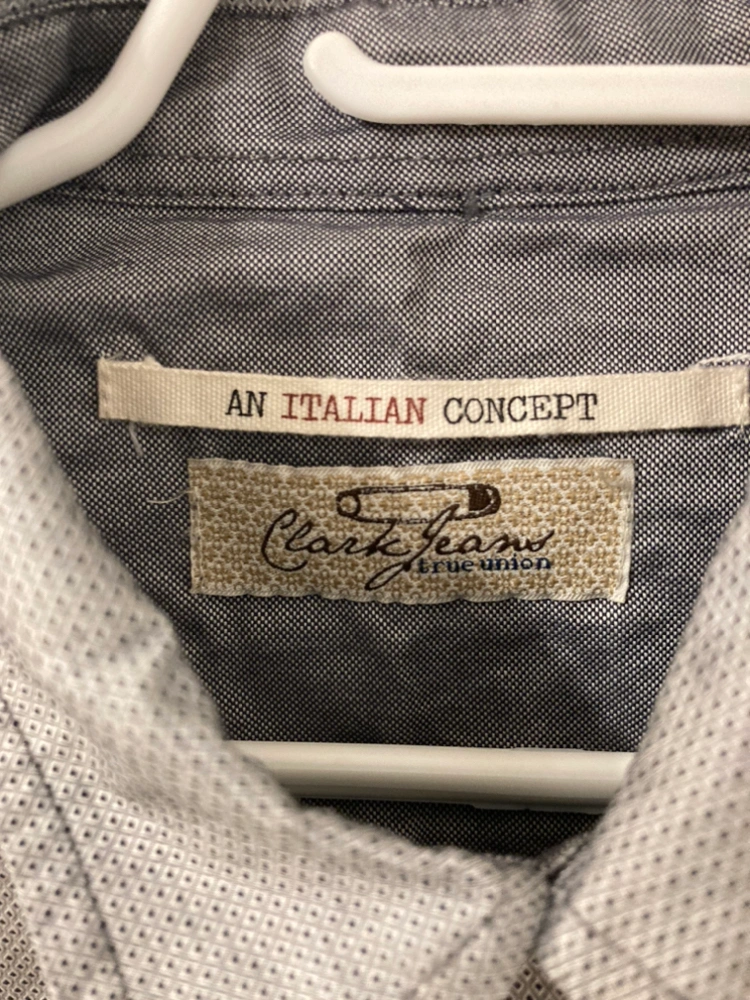 AN ITALIAN CONCEPT
Clark Jeans
true union